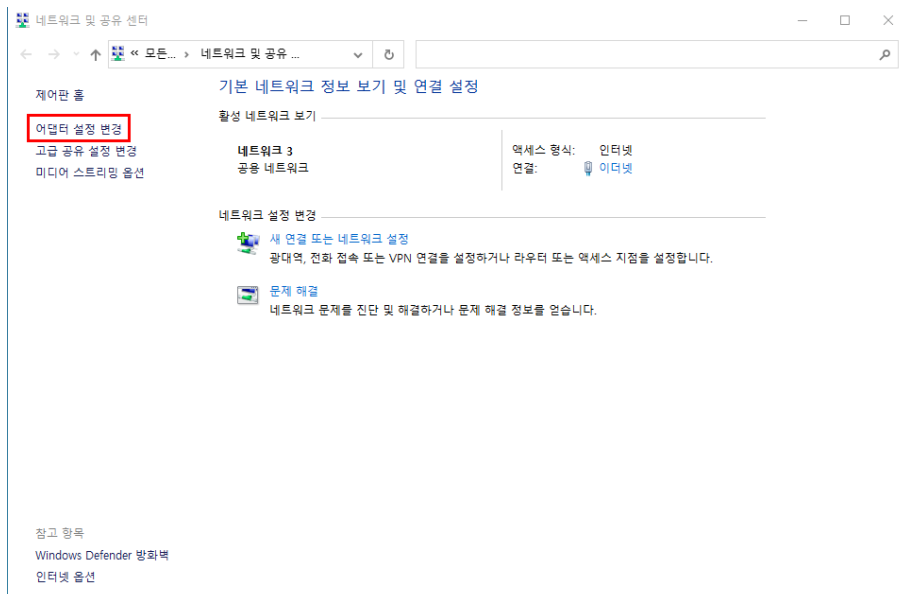 네트워크 및 공유 센터
« 모든... › 네트워크 및 공유 ...
제어판 홈
어댑터 설정 변경
고급 공유 설정 변경
미디어 스트리밍 옵션
기본 네트워크 정보 보기 및 연결 설정
활성 네트워크 보기
네트워크 3
공용 네트워크
액세스 형식: 인터넷
연결: 이더넷
네트워크 설정 변경
새 연결 또는 네트워크 설정
광대역, 전화 접속 또는 VPN 연결을 설정하거나 라우터 또는 액세스 지점을 설정합니다.
문제 해결
네트워크 문제를 진단 및 해결하거나 문제 해결 정보를 얻습니다.
참고 항목
Windows Defender 방화벽
인터넷 옵션